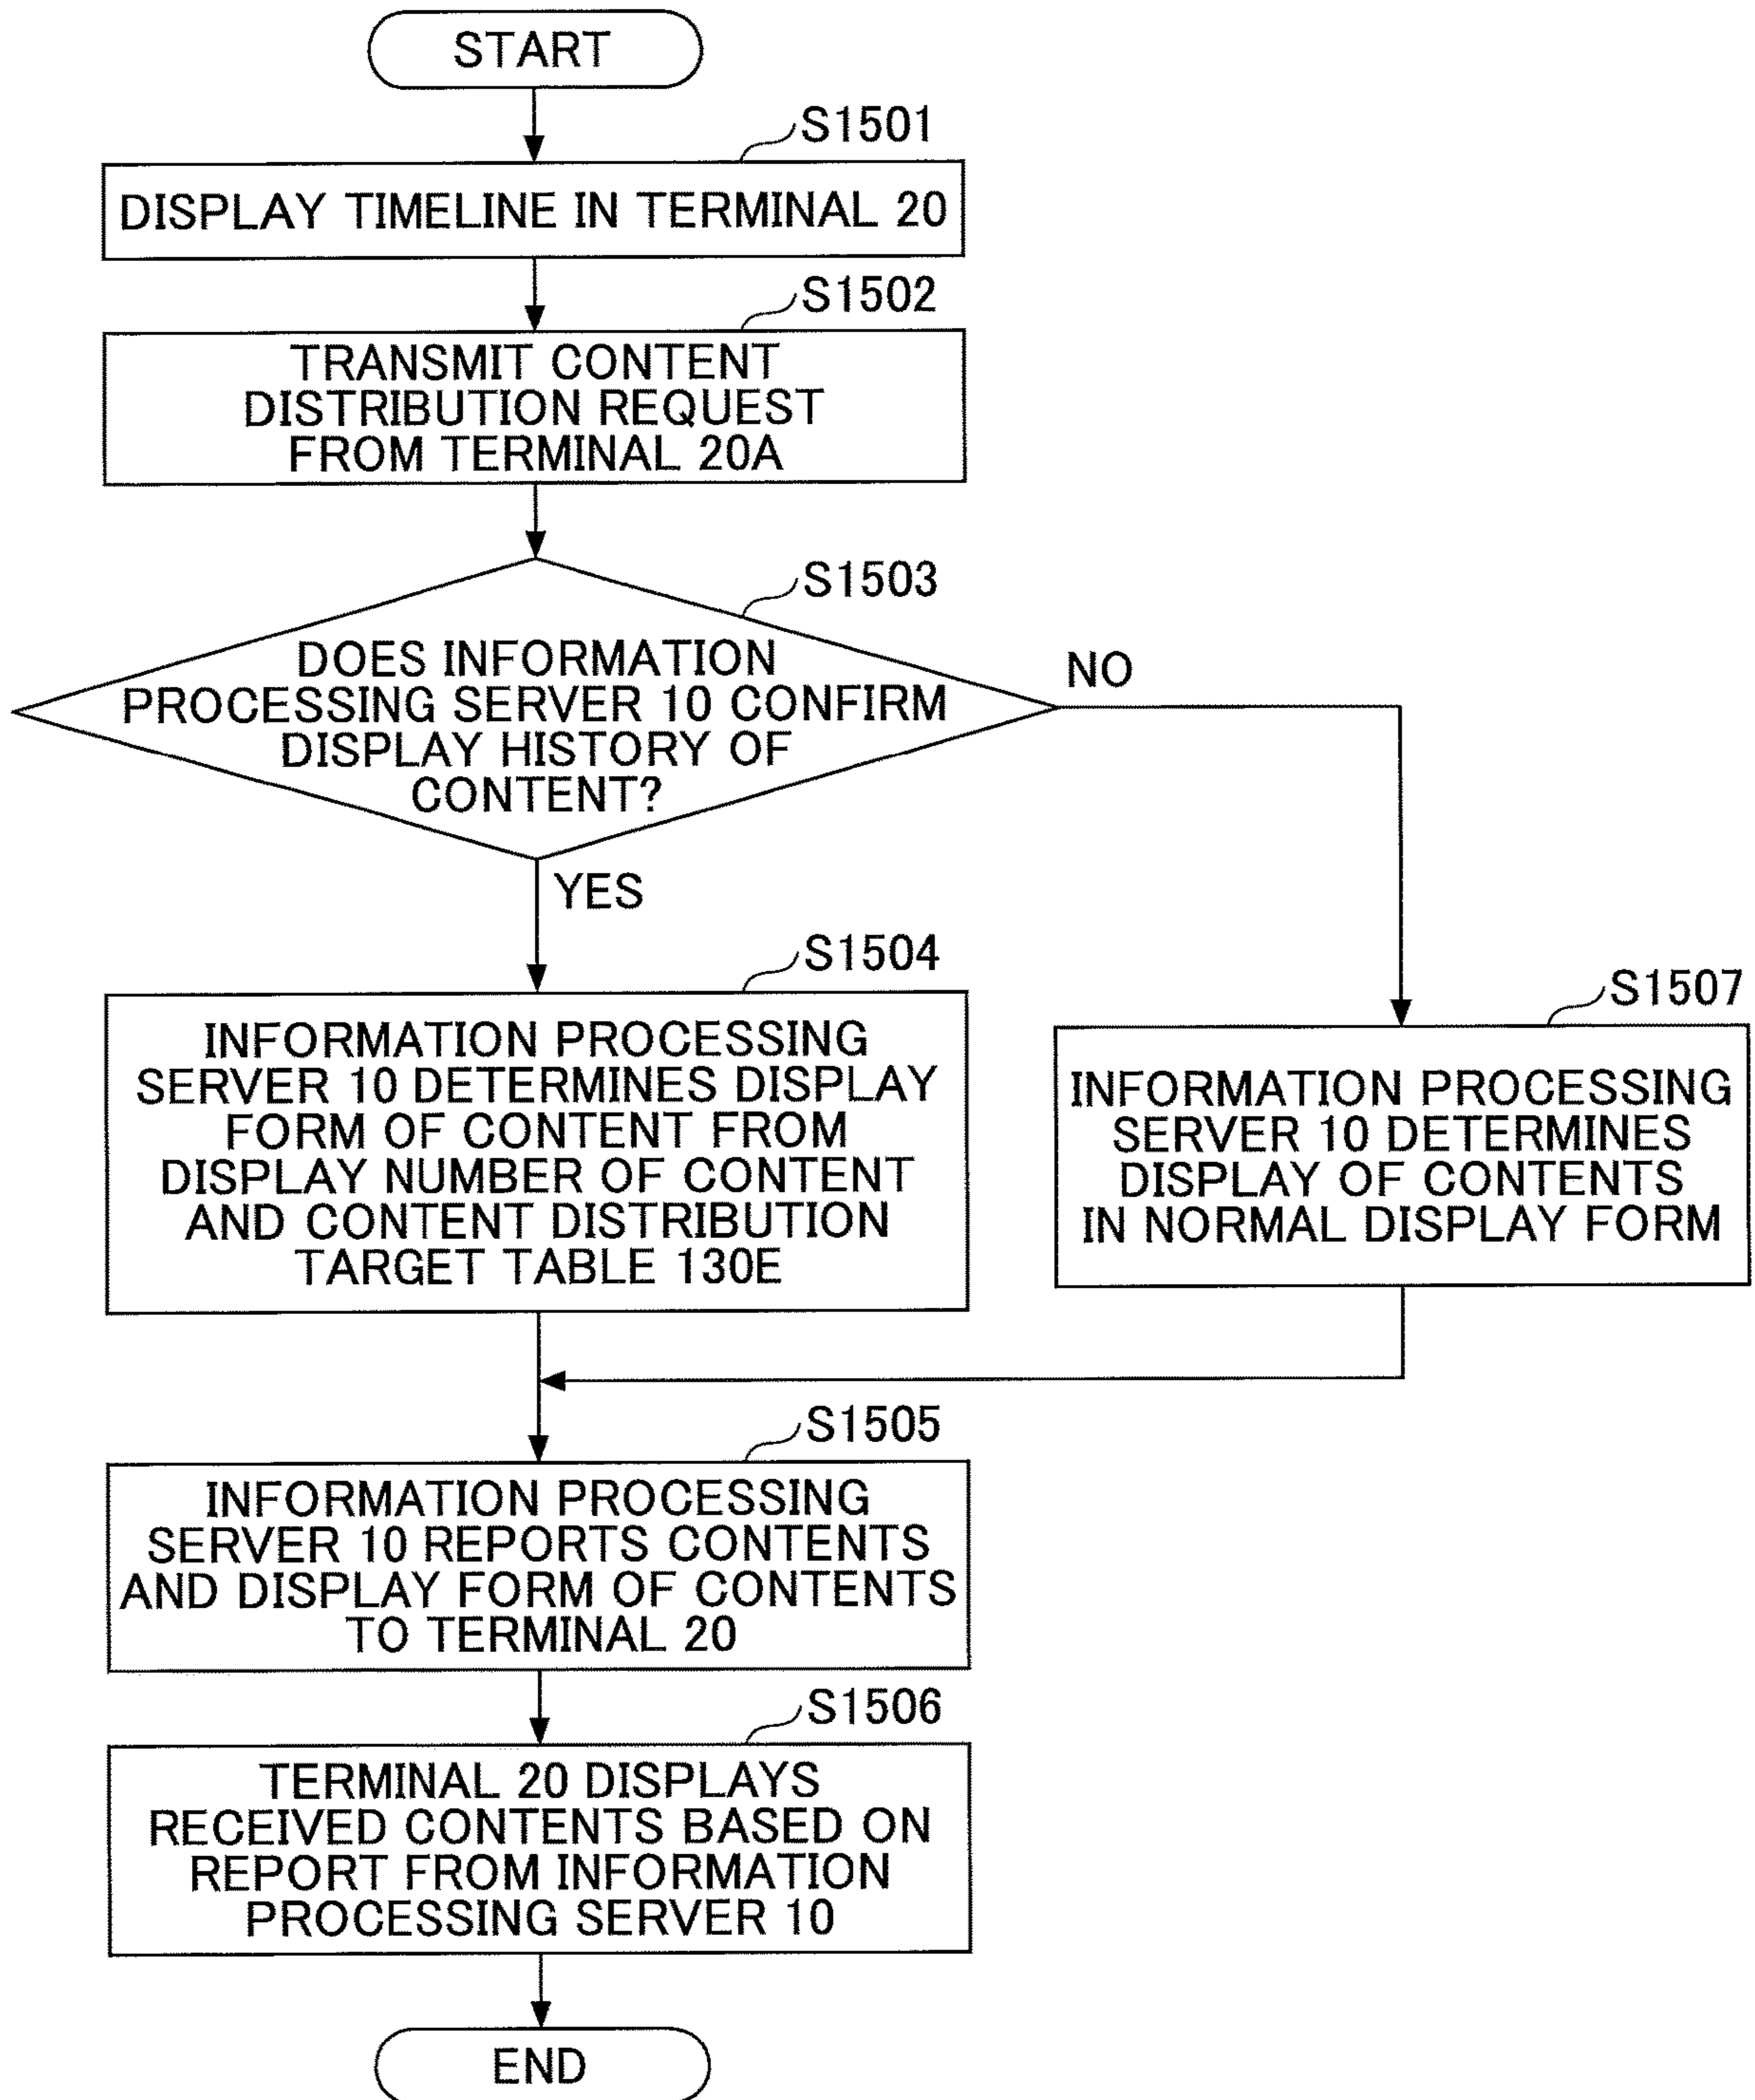 START
S1501
DISPLAY TIMELINE IN TERMINAL 20
S1502
TRANSMIT CONTENT
DISTRIBUTION REQUEST
FROM TERMINAL 20A
S1503
DOES INFORMATION
PROCESSING SERVER 10 CONFIRM
DISPLAY HISTORY OF
CONTENT?
NO
YES
S1504
INFORMATION PROCESSING
SERVER 10 DETERMINES DISPLAY
FORM OF CONTENT FROM
DISPLAY NUMBER OF CONTENT
AND CONTENT DISTRIBUTION
TARGET TABLE 130E
S1507
INFORMATION PROCESSING
SERVER 10 DETERMINES
DISPLAY OF CONTENTS
IN NORMAL DISPLAY FORM
S1505
INFORMATION PROCESSING
SERVER 10 REPORTS CONTENTS
AND DISPLAY FORM OF CONTENTS
TO TERMINAL 20
S1506
TERMINAL 20 DISPLAYS
RECEIVED CONTENTS BASED ON
REPORT FROM INFORMATION
PROCESSING SERVER 10
END